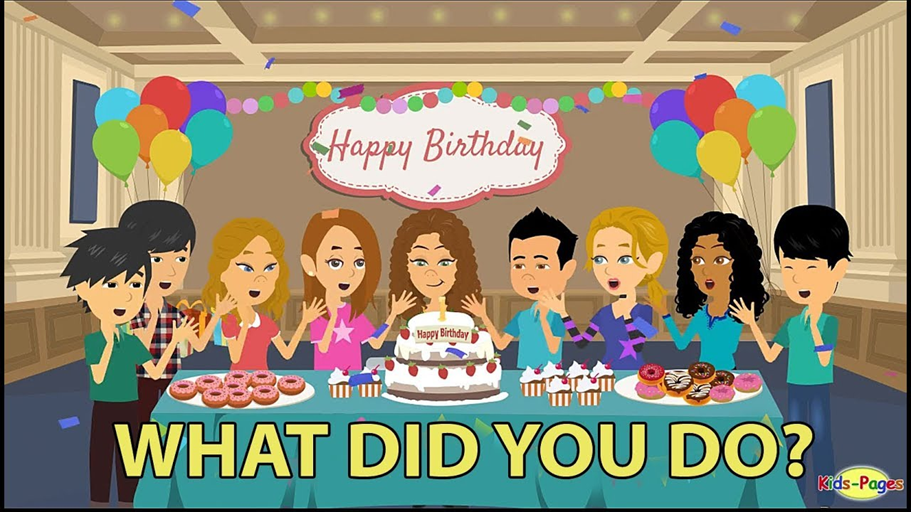 Happy Birthday
Happy Birthday
WHAT DID YOU DO?
Kids-Pages